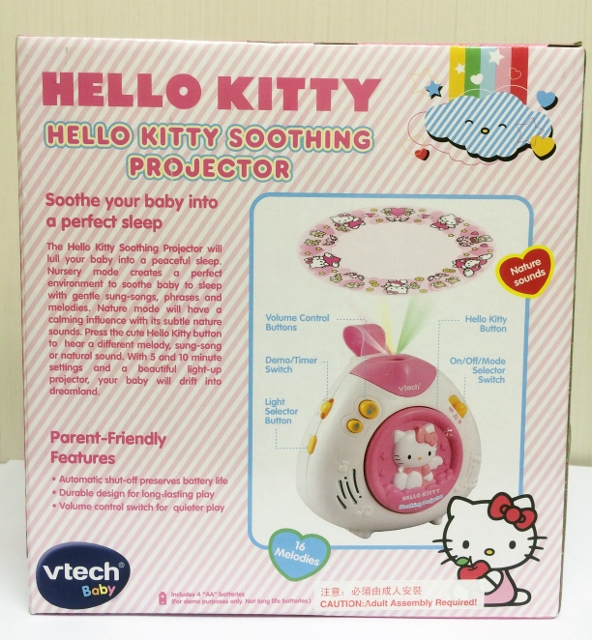 HELLO KITTY
HELLO KITTY SOOTHING
PROJECTOR
Soothe your baby into
a perfect sleep
The Hello Kitty Soothing Projector will
lull your baby into a peaceful sleep.
Nursery mode creates a perfect
environment to soothe baby to sleep
with gentle sung-songs, phrases and
melodies. Nature mode will have a
calming influence with its subtle nature
sounds. Press the cute Hello Kitty button
to hear a different melody, sung-song
or natural sound. With 5 and 10 minute
settings and a beautiful light-up
projector, your baby will drift into
dreamland.
Parent-Friendly
Features
• Automatic shut-off preserves battery life
• Durable design for long-lasting play
• Volume control switch for quieter play
Nature
sounds
Volume Control
Buttons
Hello Kitty
Button
Demo/Timer
Switch
On/Off/Mode
Selector
Switch
Light
Selector
Button
vtech
HELLO KITTY
Soothing Projector
16
Melodies
vtech
Baby
Includes 4 "AA" batteries
(For demo purposes only. Not long life batteries.)
注意：必須由成人安裝
CAUTION:Adult Assembly Required!